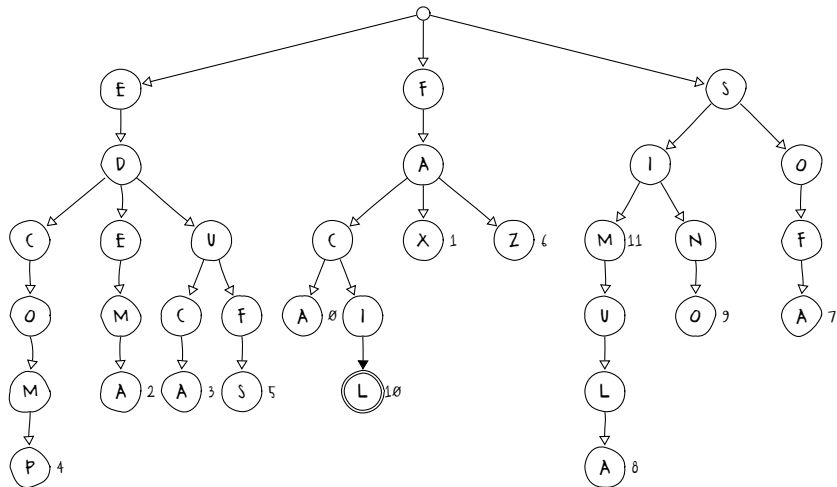 E F S
D A I O
C E U C X 1 Z 6 M 11 N F
O M C F A 0 I U O 9 A 7
M A 2 A 3 S 5 L 10 L
P 4 A 8